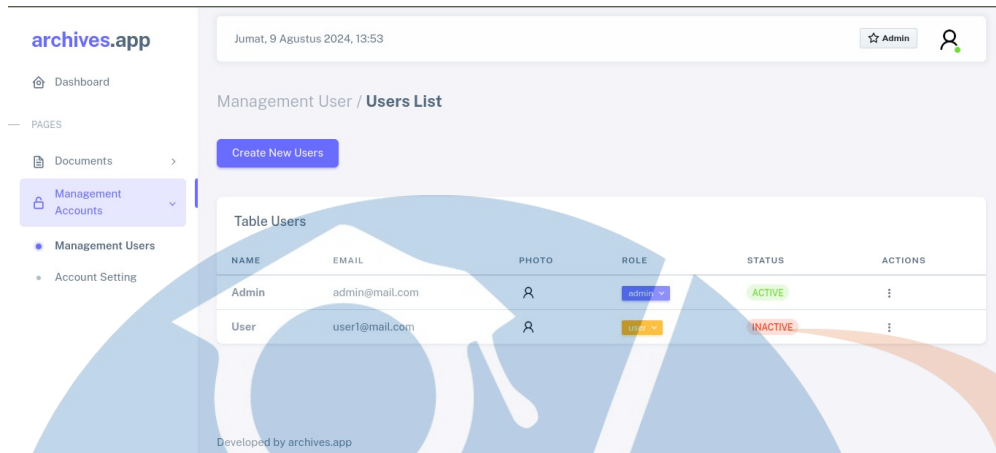 archives.app
Jumat, 9 Agustus 2024, 13:53
Admin
Dashboard
Management User / Users List
PAGES
Create New Users
Documents
Management
Accounts
Management Users
Account Setting
Table Users
NAME EMAIL PHOTO ROLE STATUS ACTIONS
Admin admin@mail.com admin ACTIVE
User user1@mail.com user INACTIVE
Developed by archives.app